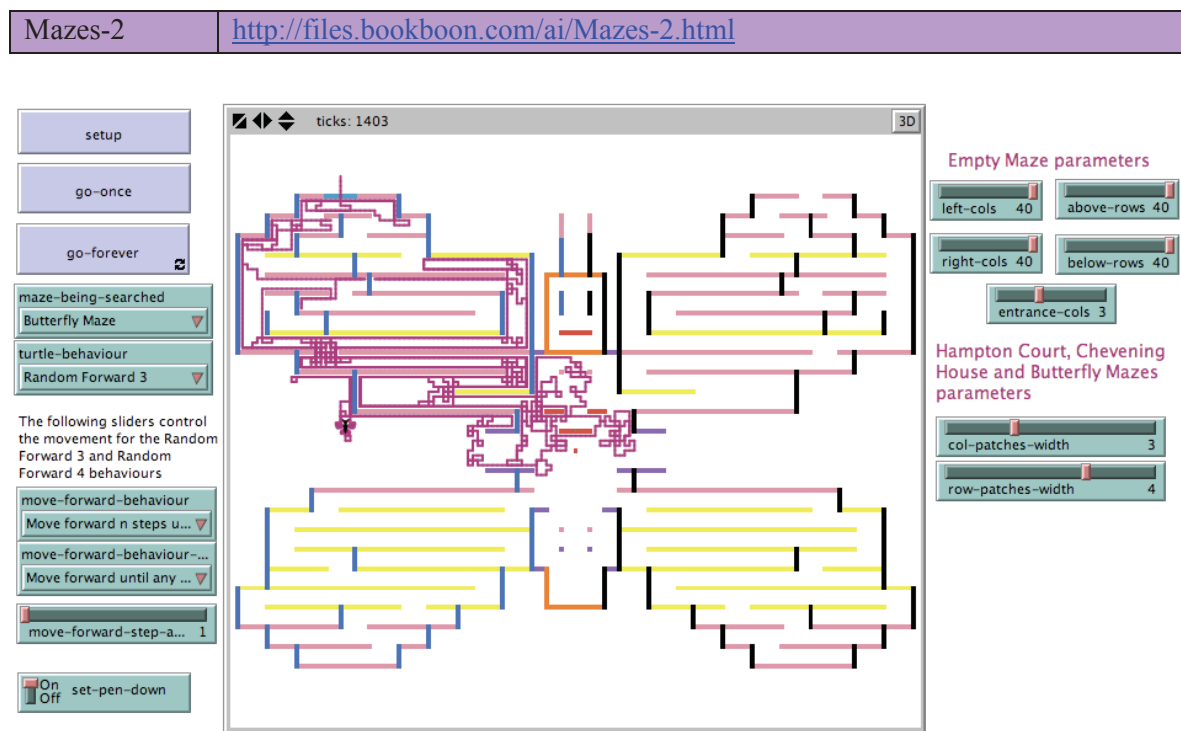 Mazes-2 http://files.bookboon.com/ai/Mazes-2.html
ticks: 1403
3D
setup
go-once
go-forever
maze-being-searched
Butterfly Maze
turtle-behaviour
Random Forward 3
The following sliders control
the movement for the Random
Forward 3 and Random
Forward 4 behaviours
move-forward-behaviour
Move forward n steps u...
move-forward-behaviour-...
Move forward until any ...
move-forward-step-a... 1
On
Off
set-pen-down
Empty Maze parameters
left-cols 40
above-rows 40
right-cols 40
below-rows 40
entrance-cols 3
Hampton Court, Chevening
House and Butterfly Mazes
parameters
col-patches-width 3
row-patches-width 4